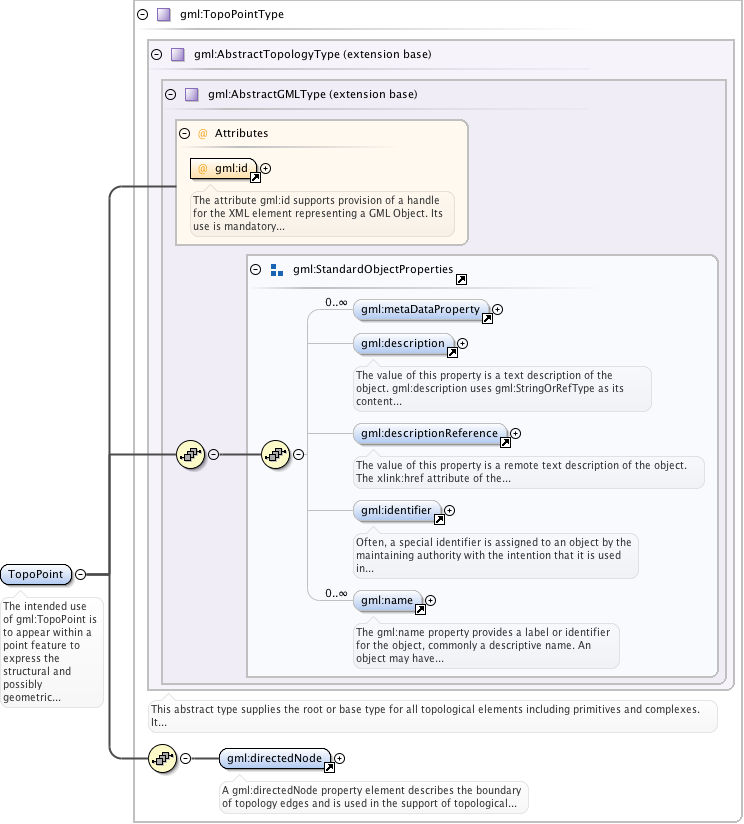 gml:TopoPointType
gml:AbstractTopologyType (extension base)
gml:AbstractGMLType (extension base)
@ Attributes
@ gml:id
The attribute gml:id supports provision of a handle
for the XML element representing a GML Object. Its
use is mandatory...
gml:StandardObjectProperties
0..∞
gml:metaDataProperty
gml:description
The value of this property is a text description of the
object. gml:description uses gml:StringOrRefType as its
content...
gml:descriptionReference
The value of this property is a remote text description of the object.
The xlink:href attribute of the...
gml:identifier
Often, a special identifier is assigned to an object by the
maintaining authority with the intention that it is used
in...
0..∞
gml:name
The gml:name property provides a label or identifier
for the object, commonly a descriptive name. An
object may have...
TopoPoint
The intended use
of gml:TopoPoint is
to appear within a
point feature to
express the
structural and
possibly
geometric...
This abstract type supplies the root or base type for all topological elements including primitives and complexes.
It...
gml:directedNode
A gml:directedNode property element describes the boundary
of topology edges and is used in the support of topological...